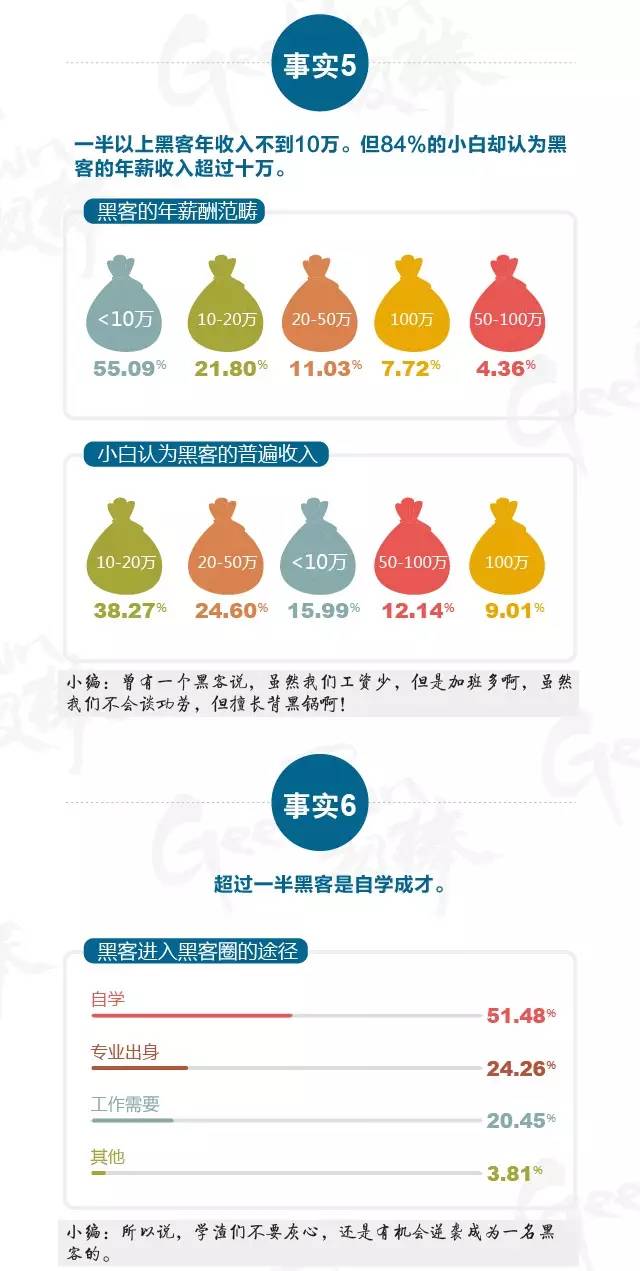 事实5
一半以上黑客年收入不到10万。但84%的小白却认为黑
客的年薪收入超过十万。
黑客的年薪酬范畴
<10万 10-20万 20-50万 100万 50-100万
55.09% 21.80% 11.03% 7.72% 4.36%
小白认为黑客的普遍收入
10-20万 20-50万 <10万 50-100万 100万
38.27% 24.60% 15.99% 12.14% 9.01%
小编：曾有一个黑客说，虽然我们工资少，但是加班多啊，虽然
我们不会谈功劳，但擅长背黑锅啊！
事实6
超过一半黑客是自学成才。
黑客进入黑客圈的途径
自学
51.48%
专业出身
24.26%
工作需要
20.45%
其他
3.81%
小编：所以说，学渣们不要灰心，还是有机会逆袭成为一名黑
客的。